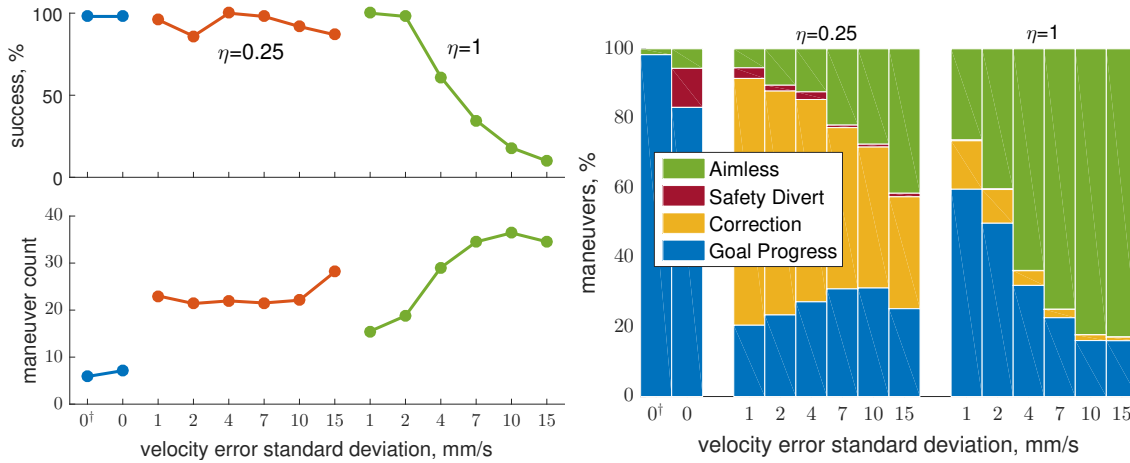 100
50
0
success, %
η=0.25
η=1
40
30
20
10
0
maneuver count
0† 0 1 2 4 7 10 15 1 2 4 7 10 15
velocity error standard deviation, mm/s
η=0.25 η=1
100
80
60
40
20
0
maneuvers, %
Aimless
Safety Divert
Correction
Goal Progress
0† 0 1 2 4 7 10 15 1 2 4 7 10 15
velocity error standard deviation, mm/s